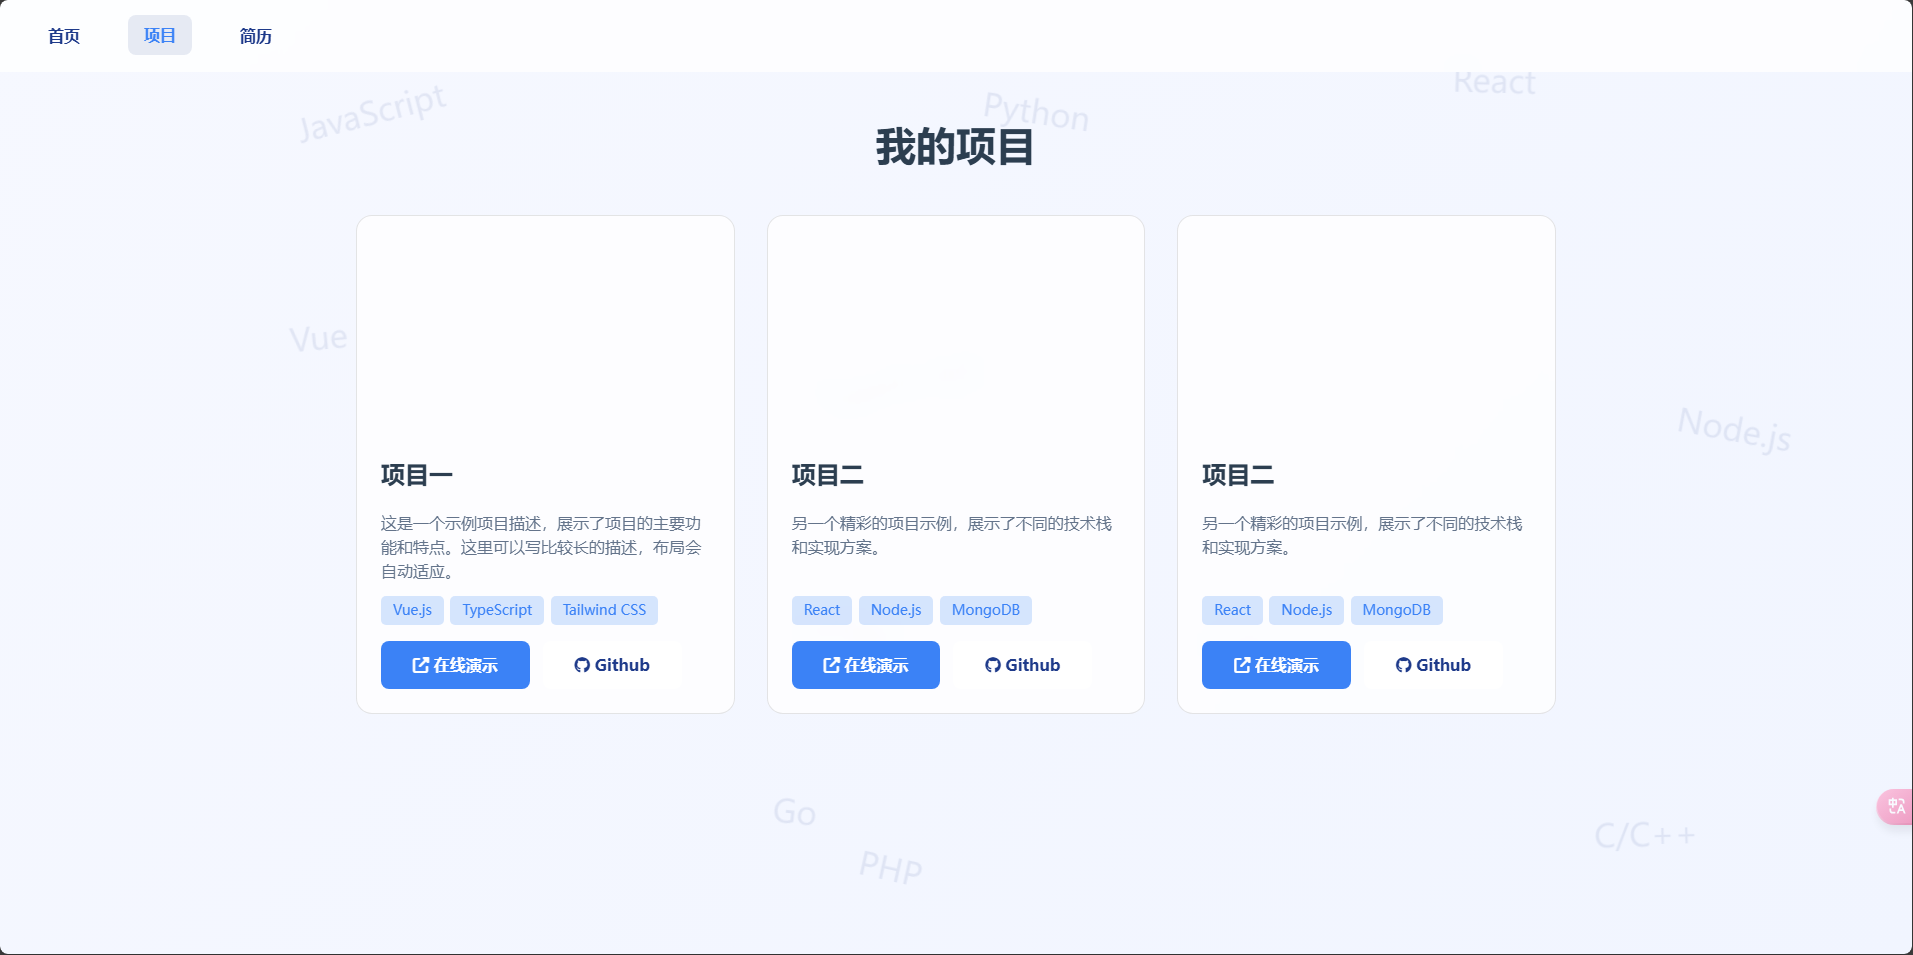 首页
项目
简历
JavaScript
Python
React
我的项目
Vue
Node.js
项目一
这是一个示例项目描述，展示了项目的主要功
能和特点。这里可以写比较长的描述，布局会
自动适应。
Vue.js
TypeScript
Tailwind CSS
在线演示
Github
项目二
另一个精彩的项目示例，展示了不同的技术栈
和实现方案。
React
Node.js
MongoDB
在线演示
Github
项目二
另一个精彩的项目示例，展示了不同的技术栈
和实现方案。
React
Node.js
MongoDB
在线演示
Github
Go
PHP
C/C++
中A